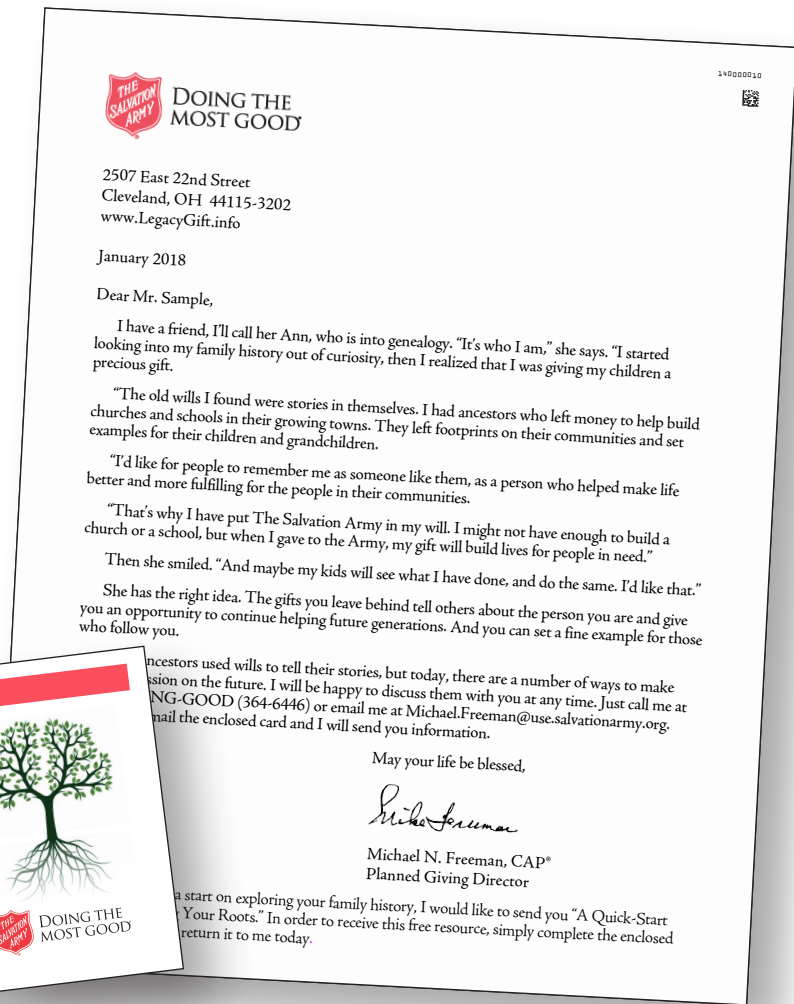 140000010
THE
SALVATION
ARMY
DOING THE
MOST GOOD®
2507 East 22nd Street
Cleveland, OH 44115-3202
www.LegacyGift.info
January 2018
Dear Mr. Sample,
I have a friend, I'll call her Ann, who is into genealogy. “It's who I am,” she says. “I started
looking into my family history out of curiosity, then I realized that I was giving my children a
precious gift.
“The old wills I found were stories in themselves. I had ancestors who left money to help build
churches and schools in their growing towns. They left footprints on their communities and set
examples for their children and grandchildren.
“I'd like for people to remember me as someone like them, as a person who helped make life
better and more fulfilling for the people in their communities.
“That's why I have put The Salvation Army in my will. I might not have enough to build a
church or a school, but when I gave to the Army, my gift will build lives for people in need.”
Then she smiled. “And maybe my kids will see what I have done, and do the same. I'd like that.”
She has the right idea. The gifts you leave behind tell others about the person you are and give
you an opportunity to continue helping future generations. And you can set a fine example for those
who follow you.
ncestors used wills to tell their stories, but today, there are a number of ways to make
ssion on the future. I will be happy to discuss them with you at any time. Just call me at
NG-GOOD (364-6446) or email me at Michael.Freeman@use.salvationarmy.org.
mail the enclosed card and I will send you information.
May your life be blessed,
Mike Freeman
Michael N. Freeman, CAP®
Planned Giving Director
a start on exploring your family history, I would like to send you “A Quick-Start
Your Roots.” In order to receive this free resource, simply complete the enclosed
return it to me today.
THE
SALVATION
ARMY
DOING THE
MOST GOOD®